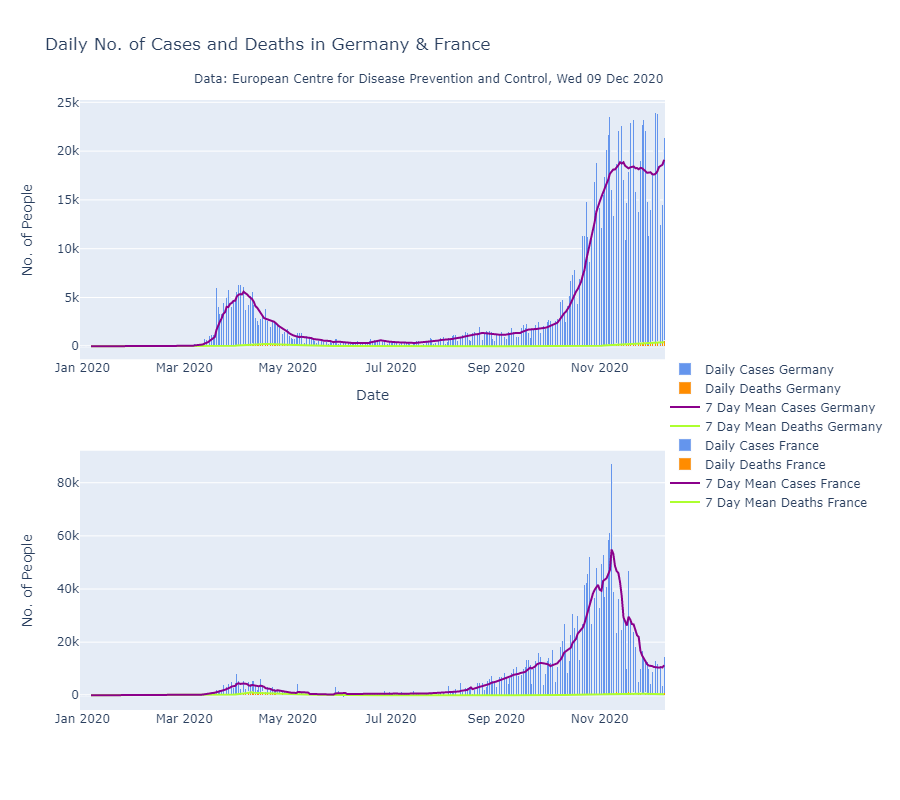 Daily No. of Cases and Deaths in Germany & France
Data: European Centre for Disease Prevention and Control, Wed 09 Dec 2020
25k
20k
15k
10k
5k
0
No. of People
Jan 2020 Mar 2020 May 2020 Jul 2020 Sep 2020 Nov 2020
Date
Daily Cases Germany
Daily Deaths Germany
7 Day Mean Cases Germany
7 Day Mean Deaths Germany
Daily Cases France
Daily Deaths France
7 Day Mean Cases France
7 Day Mean Deaths France
80k
60k
40k
20k
0
No. of People
Jan 2020 Mar 2020 May 2020 Jul 2020 Sep 2020 Nov 2020